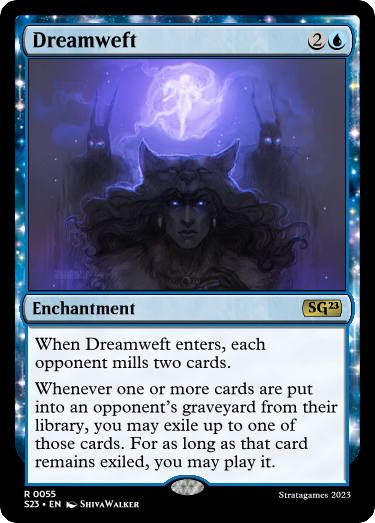 Dreamweft 2
Enchantment SG23
When Dreamweft enters, each
opponent mills two cards.
Whenever one or more cards are put
into an opponent's graveyard from their
library, you may exile up to one of
those cards. For as long as that card
remains exiled, you may play it.
R 0055
S23 • EN ShivaWalker
Stratagames 2023